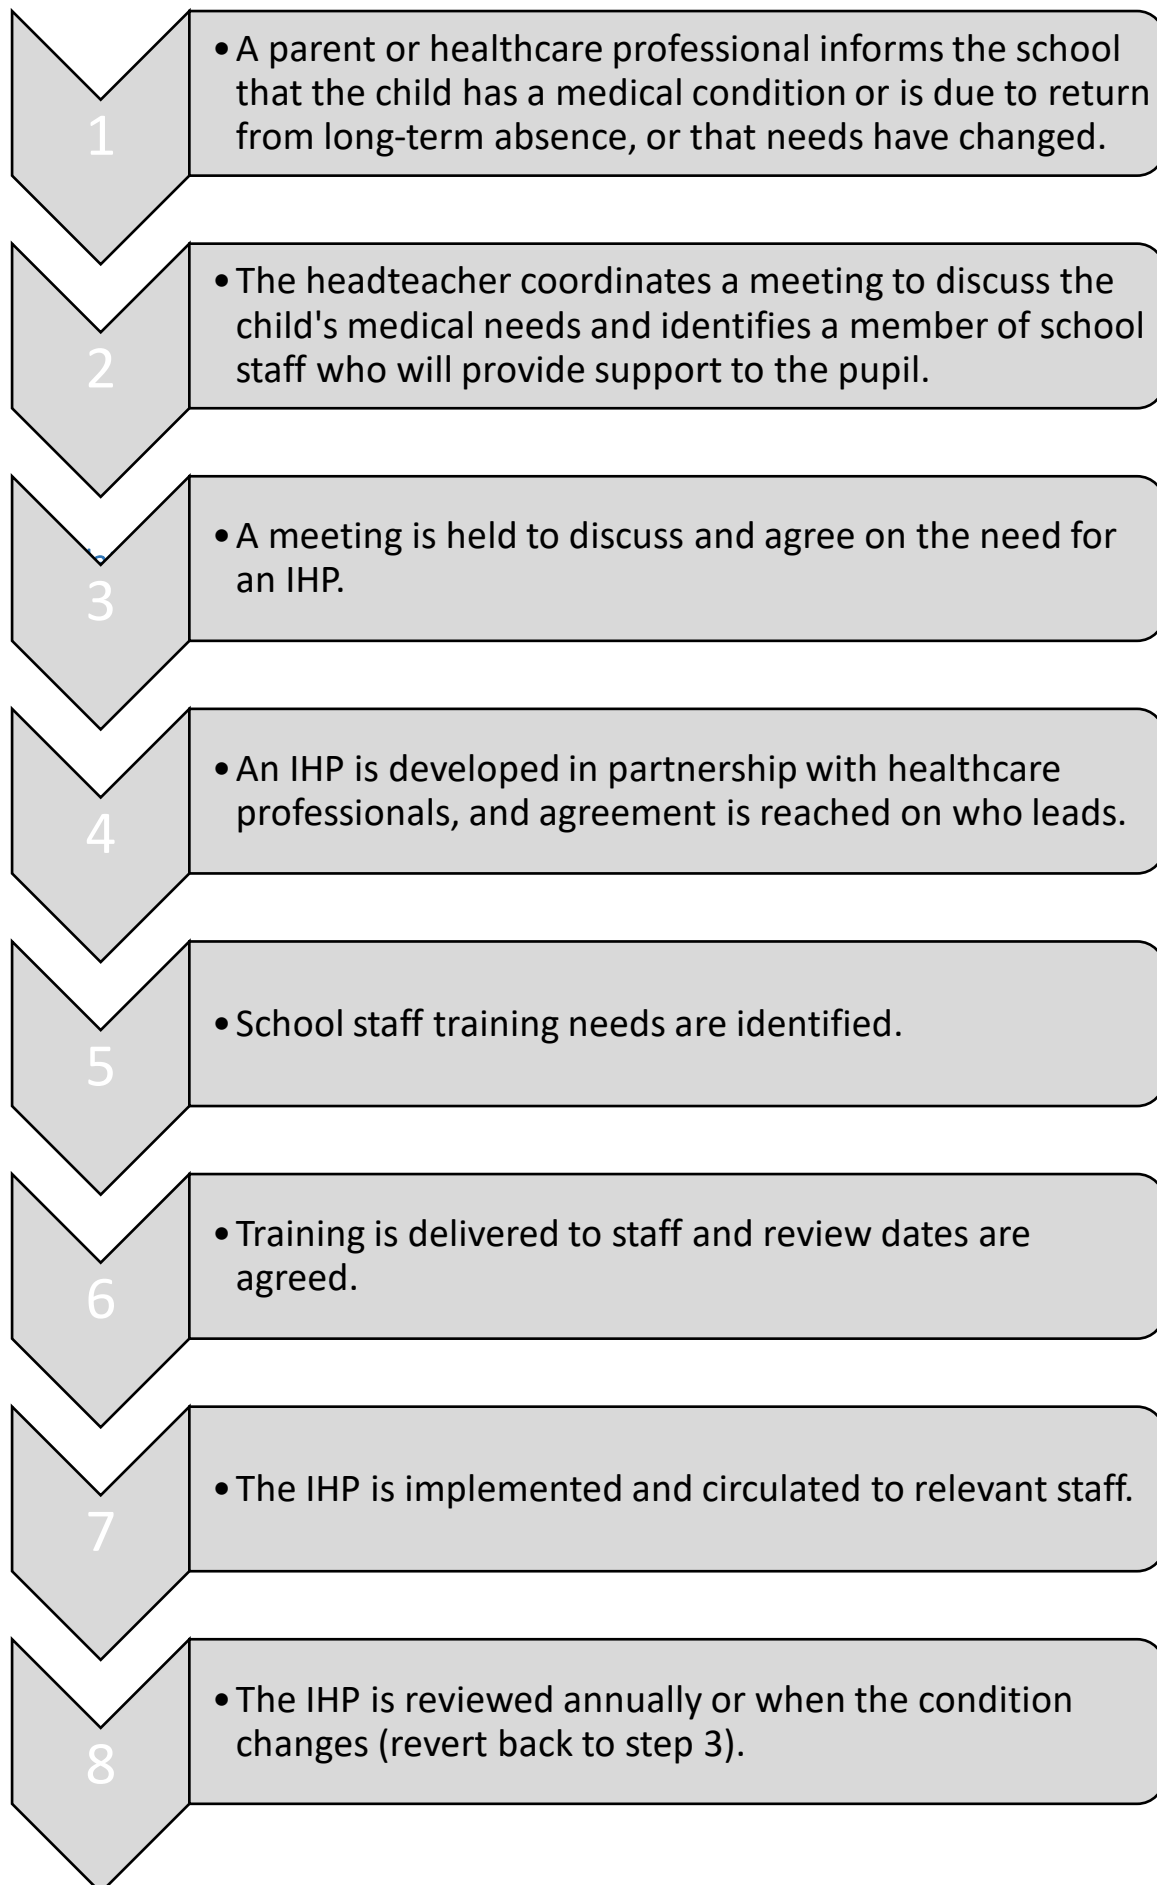 1
• A parent or healthcare professional informs the school
that the child has a medical condition or is due to return
from long-term absence, or that needs have changed.
2
• The headteacher coordinates a meeting to discuss the
child's medical needs and identifies a member of school
staff who will provide support to the pupil.
3
• A meeting is held to discuss and agree on the need for
an IHP.
4
• An IHP is developed in partnership with healthcare
professionals, and agreement is reached on who leads.
5
• School staff training needs are identified.
6
• Training is delivered to staff and review dates are
agreed.
7
• The IHP is implemented and circulated to relevant staff.
8
• The IHP is reviewed annually or when the condition
changes (revert back to step 3).